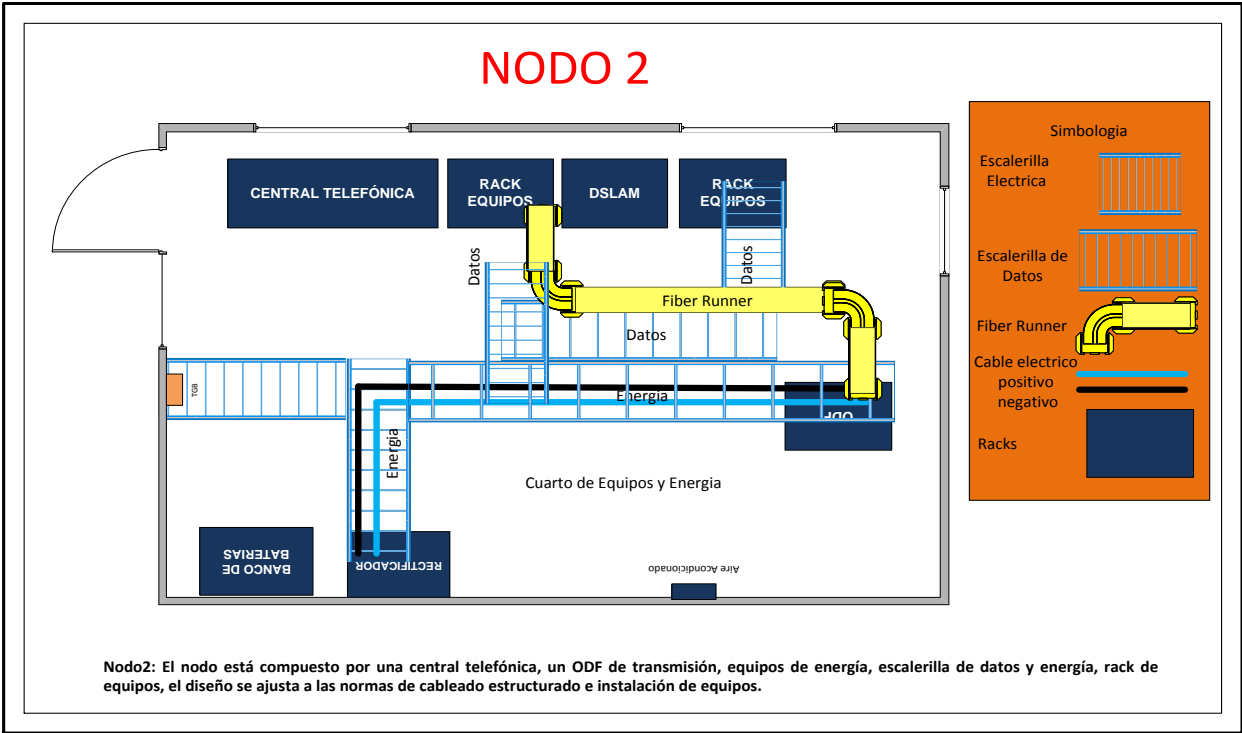 NODO 2
CENTRAL TELEFÓNICA
RACK
EQUIPOS
DSLAM
RACK
EQUIPOS
Datos
Datos
Fiber Runner
Datos
TGB
Energia
Energia
ODF
Cuarto de Equipos y Energia
BANCO DE
BATERIAS
RECTIFICADOR
Aire Acondicionado
Simbologia
Escalerilla
Electrica
Escalerilla de
Datos
Fiber Runner
Cable electrico
positivo
negativo
Racks
Nodo2: El nodo está compuesto por una central telefónica, un ODF de transmisión, equipos de energía, escalerilla de datos y energía, rack de
equipos, el diseño se ajusta a las normas de cableado estructurado e instalación de equipos.